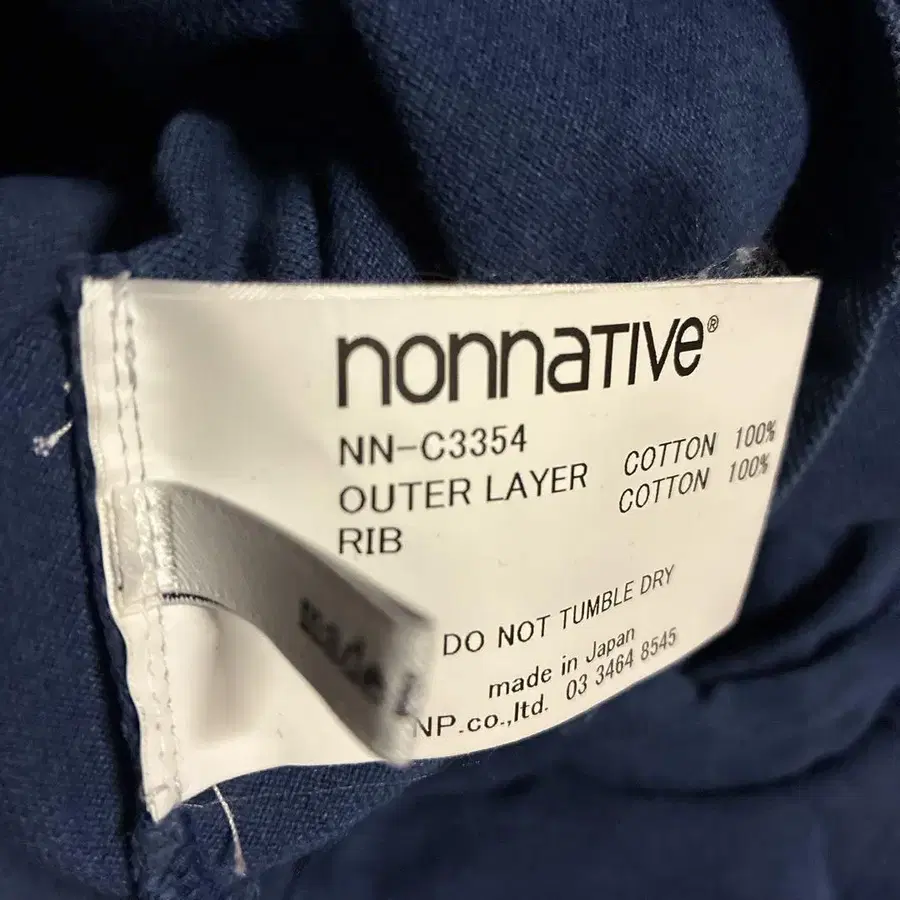 nonnaTIVe®
NN-C3354
OUTER LAYER COTTON 100%
RIB COTTON 100%
DO NOT TUMBLE DRY
made in Japan
NP.co.,ltd. 03 3464 8545
made